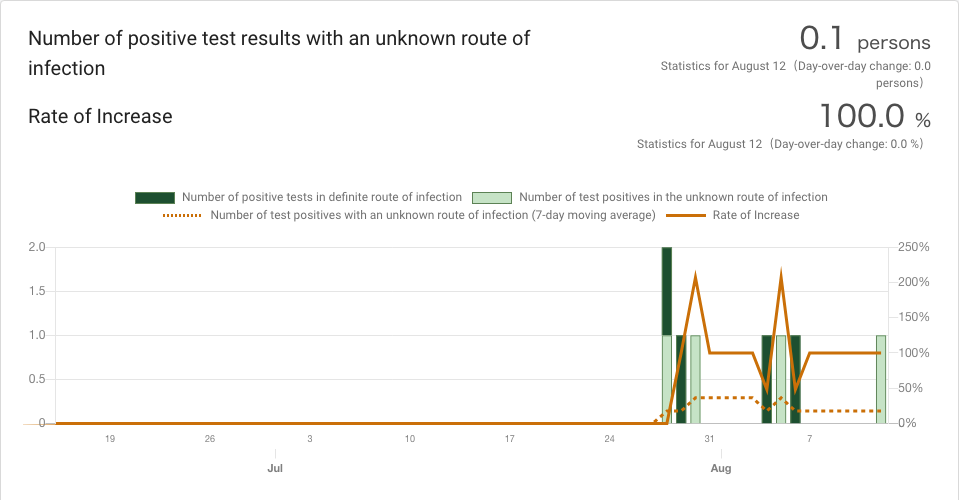 Number of positive test results with an unknown route of
infection
0.1 persons
Statistics for August 12（Day-over-day change: 0.0
persons）
Rate of Increase
100.0 %
Statistics for August 12（Day-over-day change: 0.0 %）
Number of positive tests in definite route of infection
Number of test positives in the unknown route of infection
Number of test positives with an unknown route of infection (7-day moving average)
Rate of Increase
2.0
1.5
1.0
0.5
0
250%
200%
150%
100%
50%
0%
19 26 3 10 17 24 31 7
Jul Aug